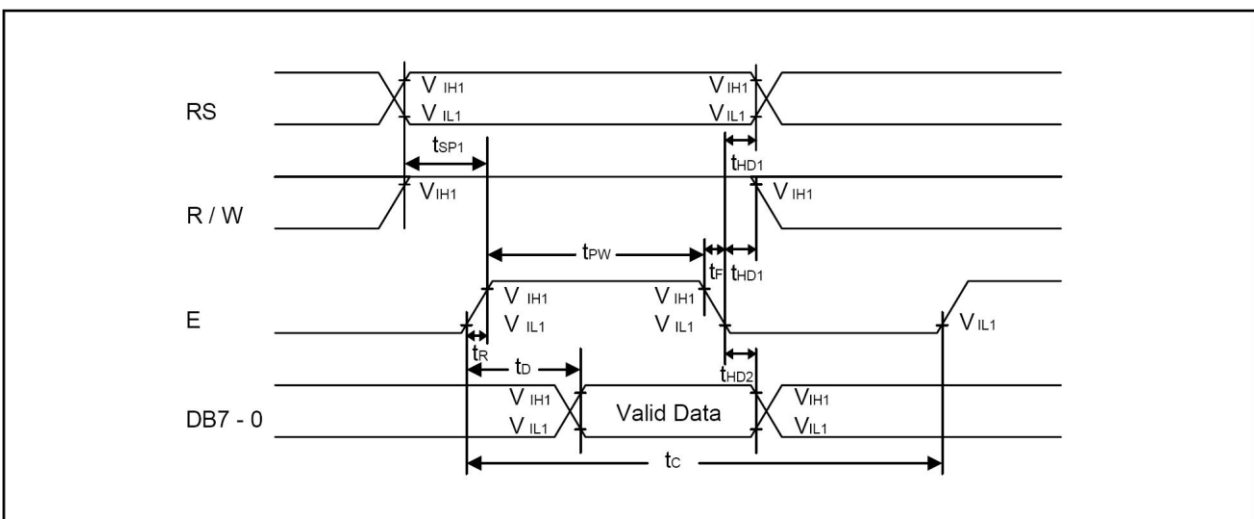 V IH1 V IH1
RS
V IL1 V IL1
tSP1
tHD1
VIH1 V IH1
R / W
tPW
tF tHD1
V IH1 V IH1
E
V IL1 V IL1 V IL1
tR
tD
tHD2
V IH1 VIH1
DB7 - 0 Valid Data
V IL1 VIL1
tC